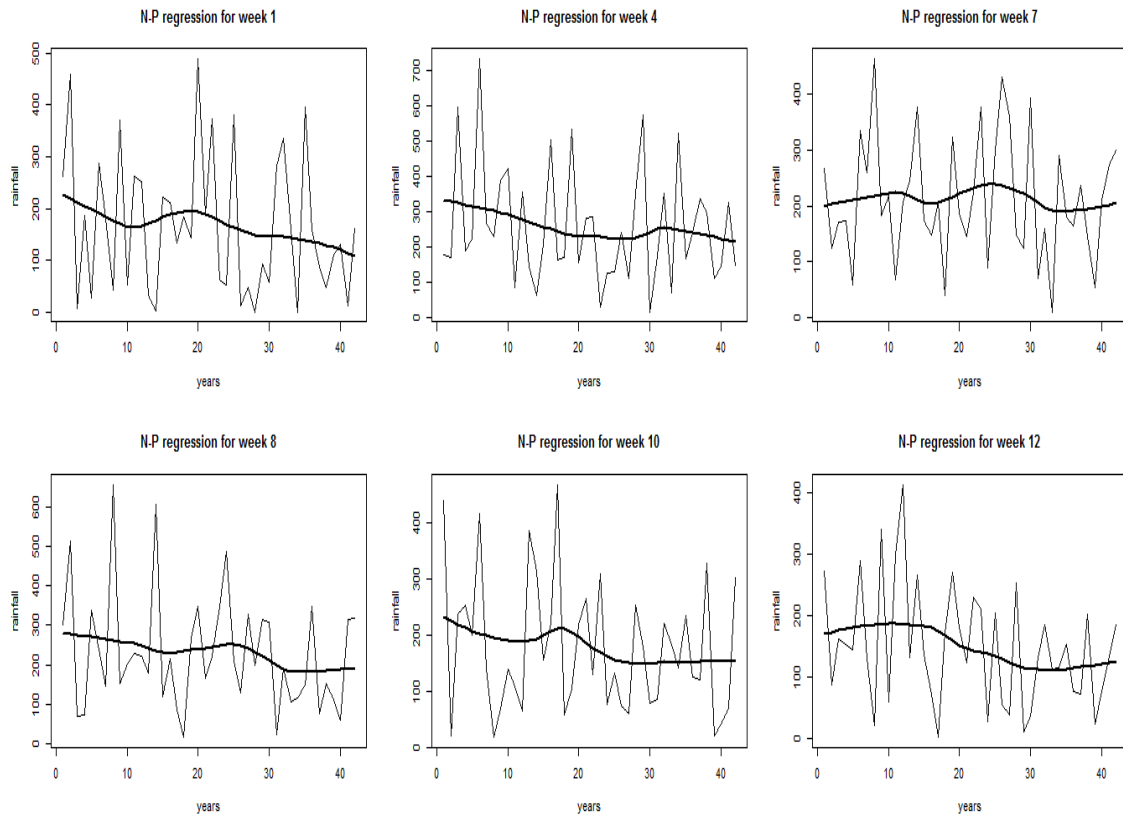 N-P regression for week 1
rainfall
0 100 200 300 400 500
0 10 20 30 40
years
N-P regression for week 4
rainfall
0 100 200 300 400 500 600 700
0 10 20 30 40
years
N-P regression for week 7
rainfall
0 100 200 300 400
0 10 20 30 40
years
N-P regression for week 8
rainfall
0 100 200 300 400 500 600
0 10 20 30 40
years
N-P regression for week 10
rainfall
0 100 200 300 400
0 10 20 30 40
years
N-P regression for week 12
rainfall
0 100 200 300 400
0 10 20 30 40
years